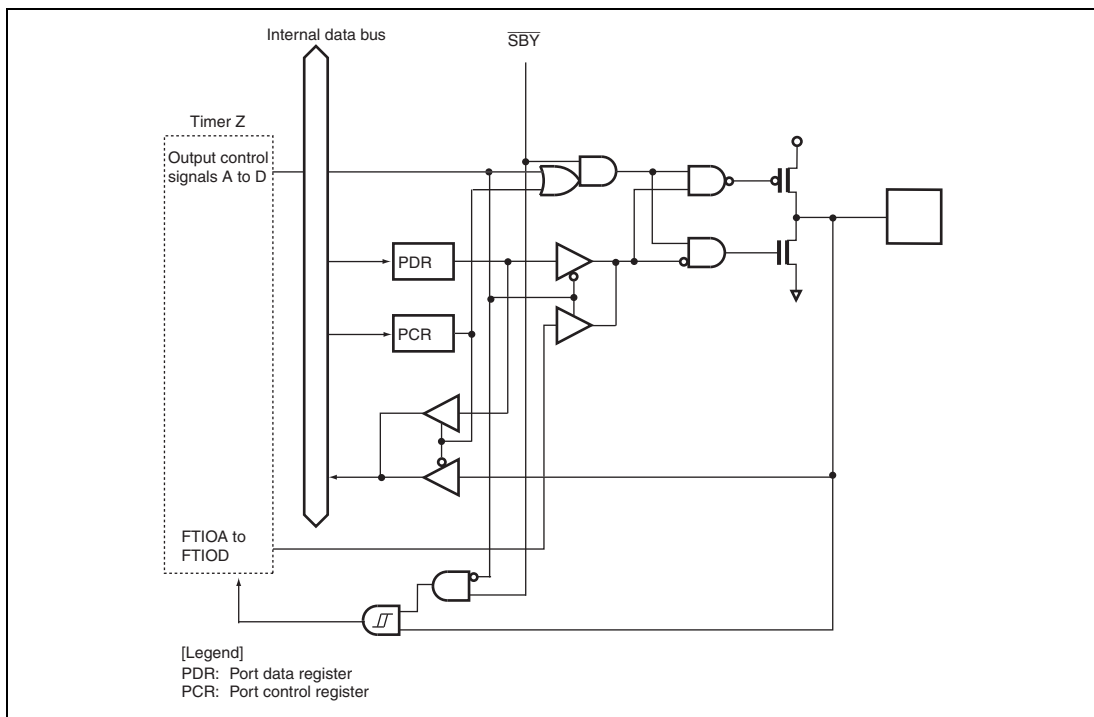 Internal data bus
SBY
Timer Z
Output control
signals A to D
PDR
PCR
FTIOA to
FTIOD
[Legend]
PDR: Port data register
PCR: Port control register